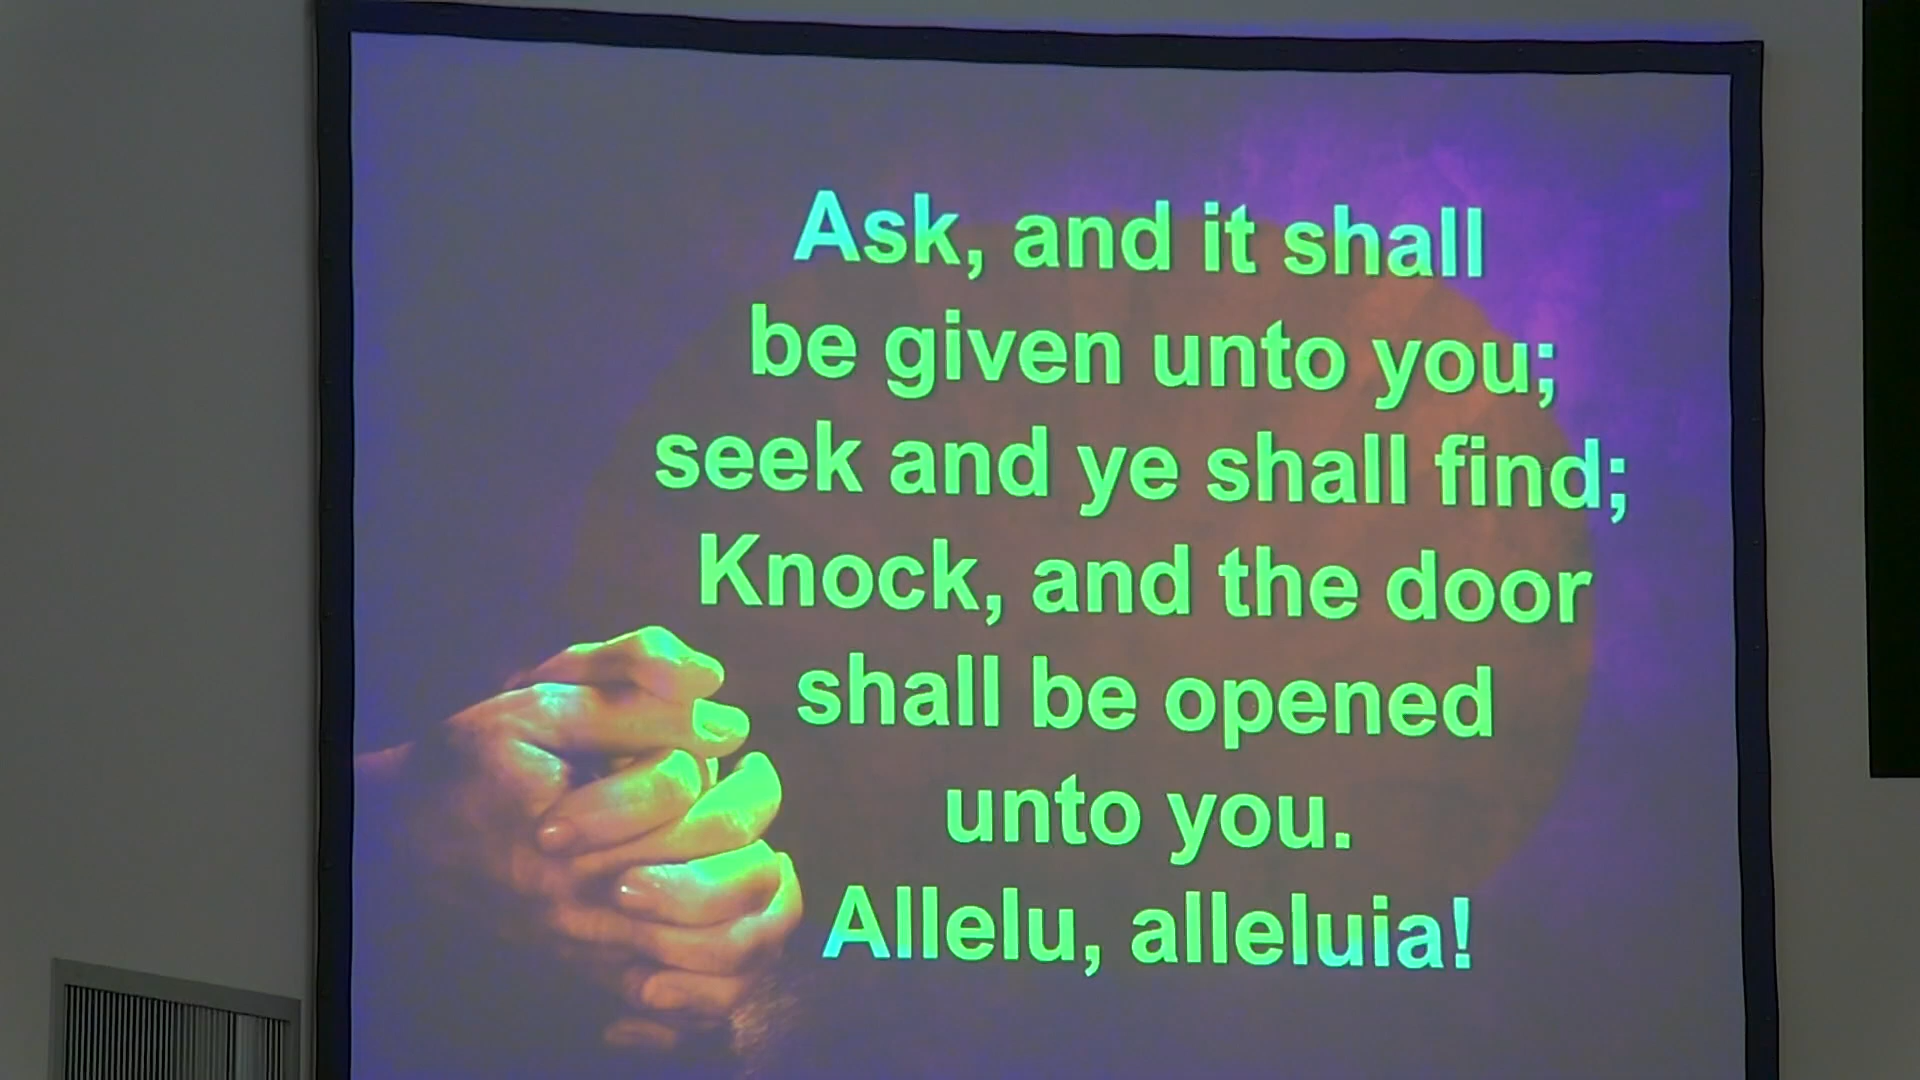 Ask, and it shall
be given unto you;
seek and ye shall find;
Knock, and the door
shall be opened
unto you.
Allelu, alleluia!